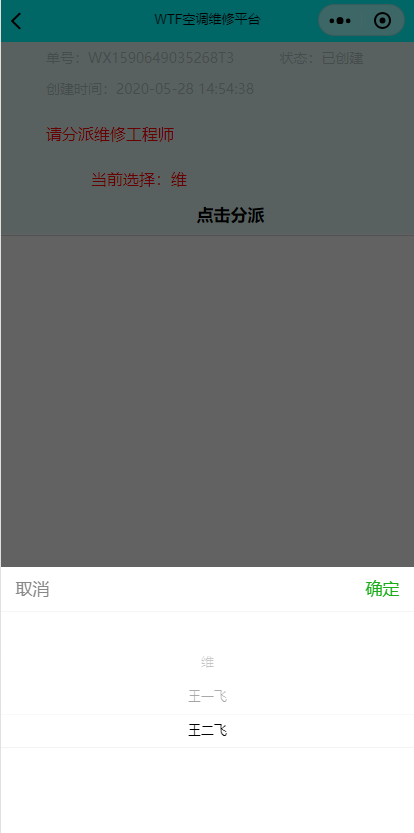 WTF空调维修平台
单号：WX1590649035268T3 状态：已创建
创建时间：2020-05-28 14:54:38
请分派维修工程师
当前选择：维
点击分派
取消 确定
维
王一飞
王二飞